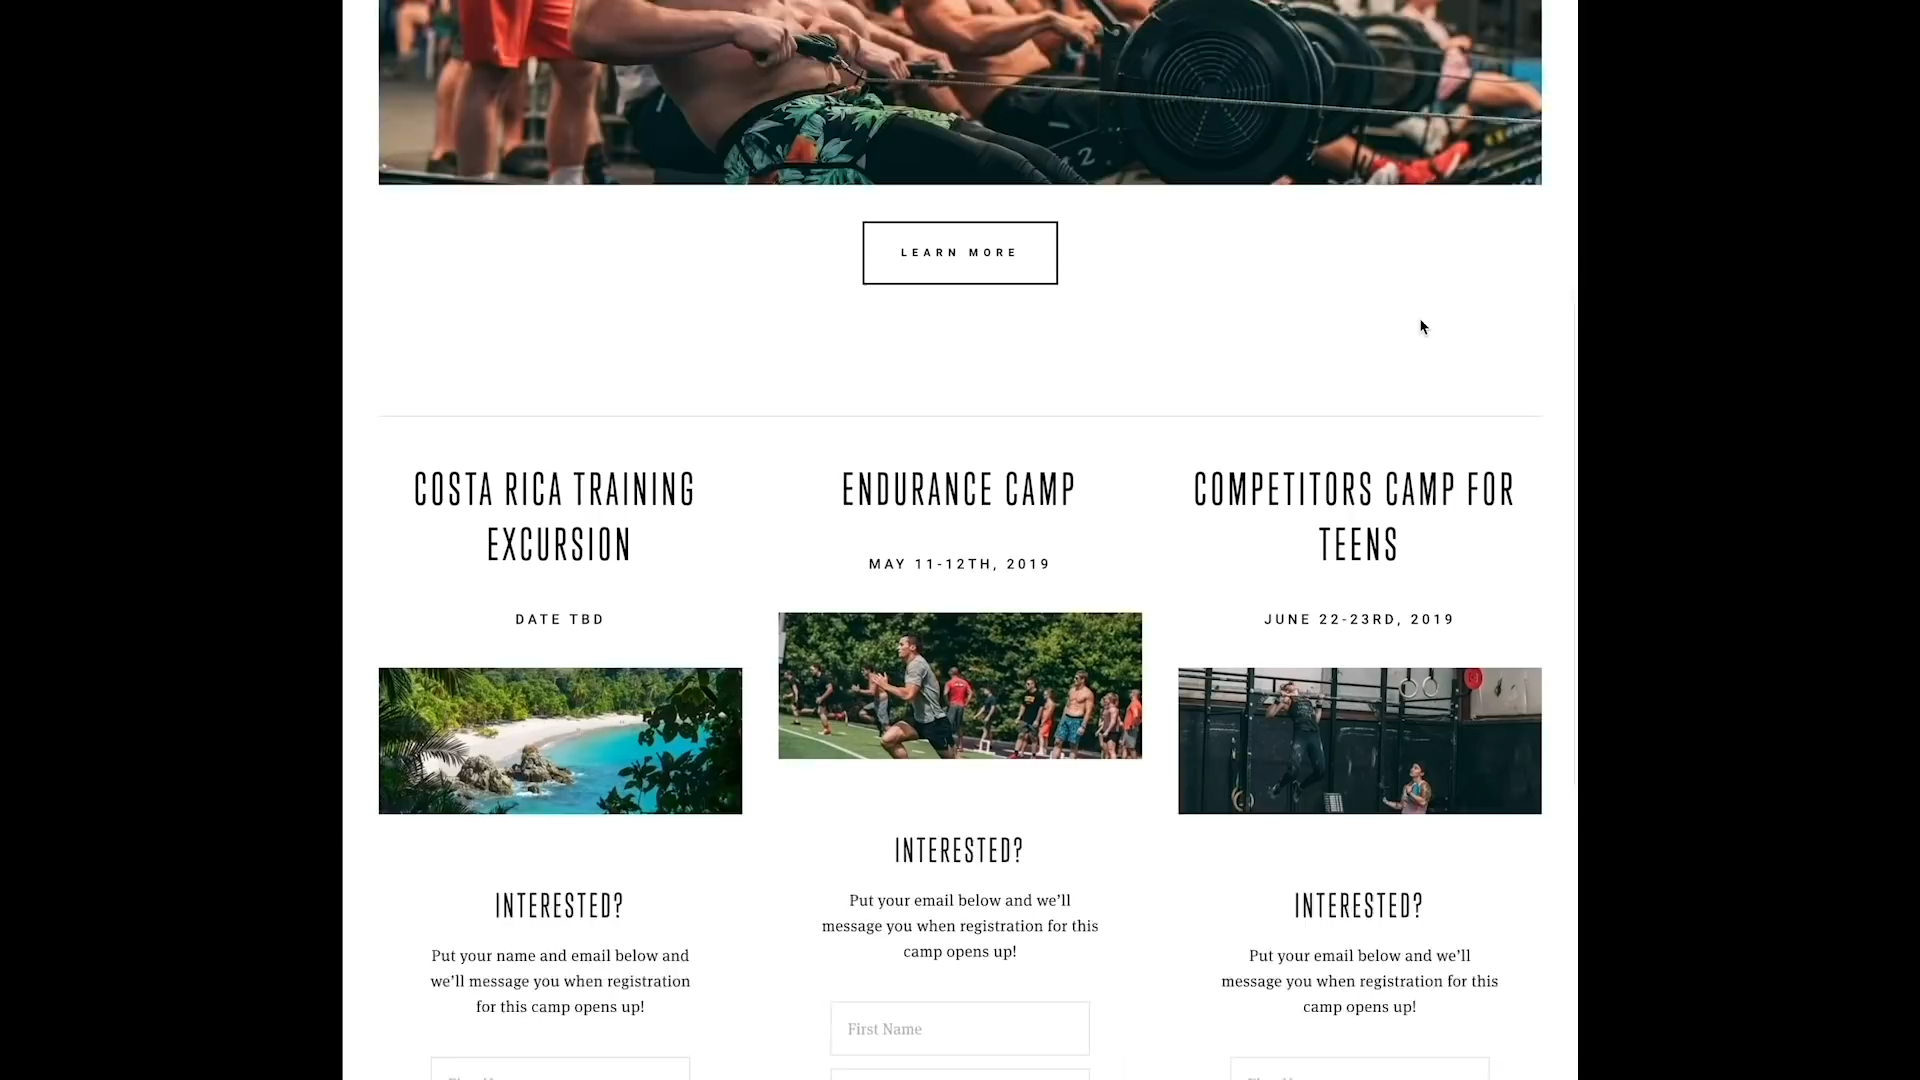 LEARN MORE
COSTA RICA TRAINING
EXCURSION
DATE TBD
INTERESTED?
Put your name and email below and
we'll message you when registration
for this camp opens up!
ENDURANCE CAMP
MAY 11-12TH, 2019
INTERESTED?
Put your email below and we'll
message you when registration for this
camp opens up!
First Name
COMPETITORS CAMP FOR
TEENS
JUNE 22-23RD, 2019
INTERESTED?
Put your email below and we'll
message you when registration for this
camp opens up!